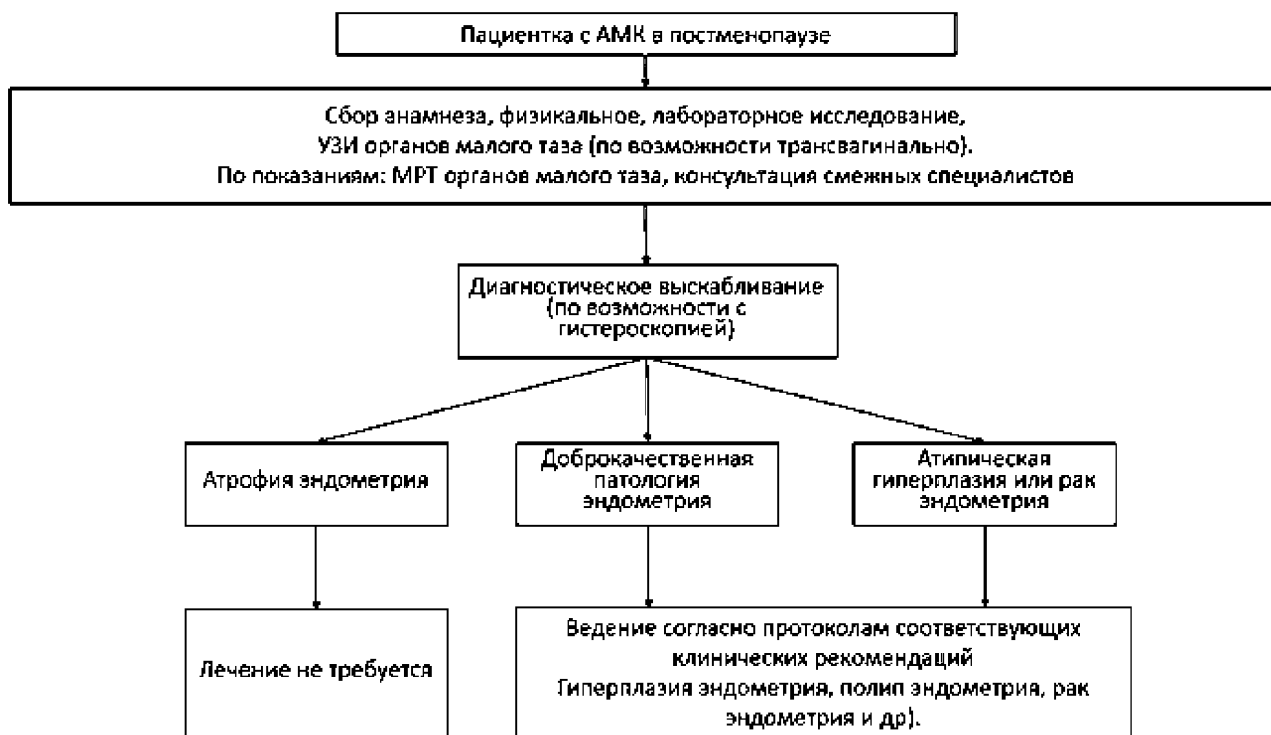 Пациентка с АМК в постменопаузе
Сбор анамнеза, физикальное, лабораторное исследование,
УЗИ органов малого таза (по возможности трансвагинально).
По показаниям: МРТ органов малого таза, консультация смежных специалистов
Диагностическое выскабливание
(по возможности с
гистероскопией)
Атрофия эндометрия
Доброкачественная
патология
эндометрия
Атипическая
гиперплазия или рак
эндометрия
Лечение не требуется
Ведение согласно протоколам соответствующих
клинических рекомендаций
Гиперплазия эндометрия, полип эндометрия, рак
эндометрия и др).